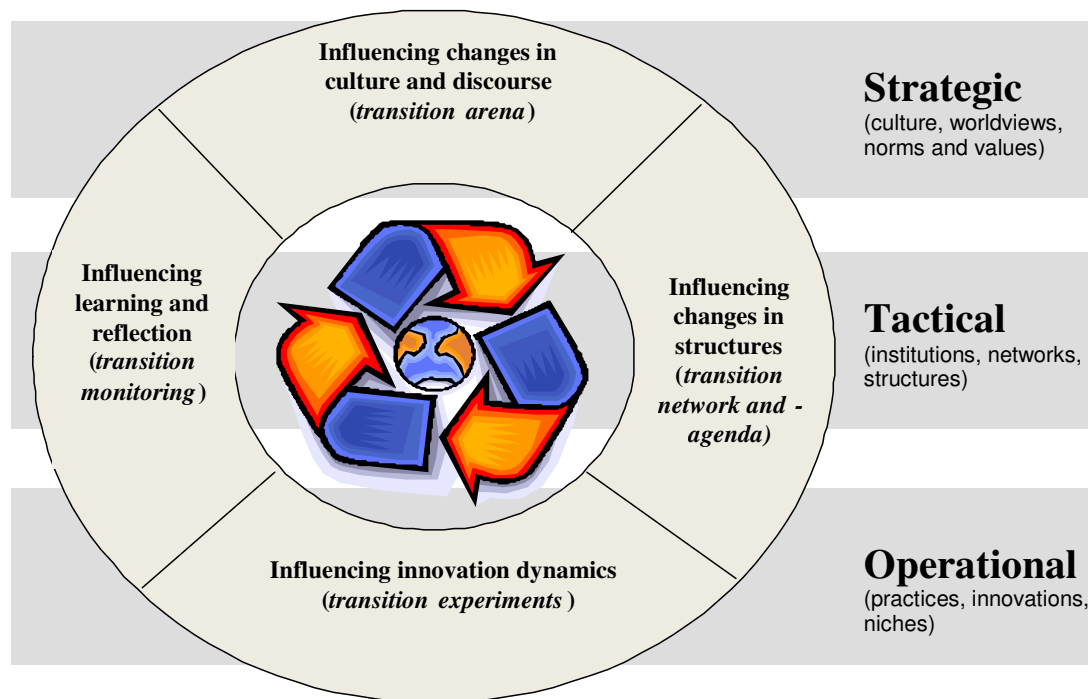 Influencing changes in
culture and discourse
(transition arena)
Strategic
(culture, worldviews,
norms and values)
Influencing
learning and
reflection
(transition
monitoring)
Influencing
changes in
structures
(transition
network and -
agenda)
Tactical
(institutions, networks,
structures)
Influencing innovation dynamics
(transition experiments)
Operational
(practices, innovations,
niches)